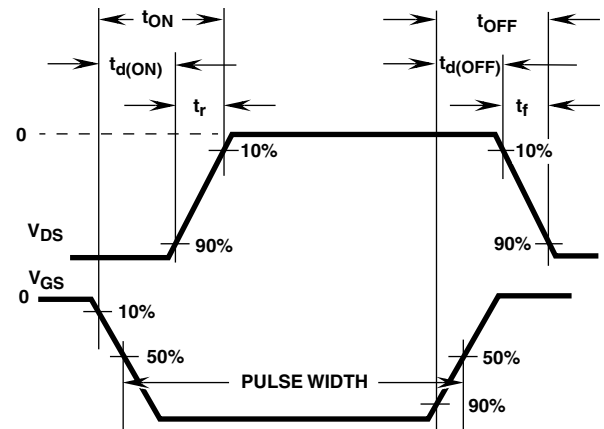 tON
tOFF
td(ON)
td(OFF)
tr
tf
0
10%
10%
VDS
90%
90%
VGS
0
10%
50%
50%
PULSE WIDTH
90%